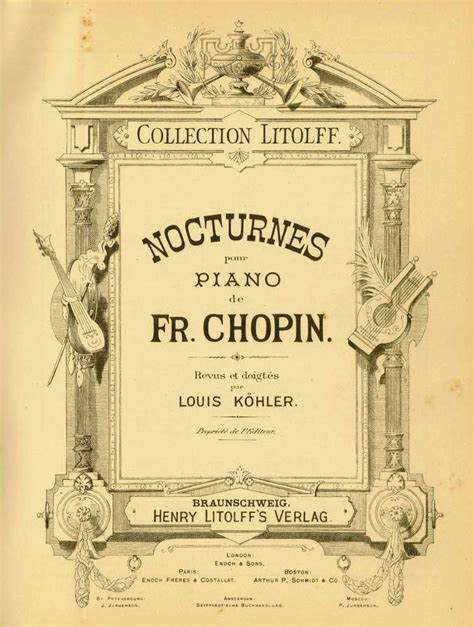 COLLECTION LITOLFF.
NOCTURNES
pour
PIANO
de
FR. CHOPIN.
Revus et doigtés
par
LOUIS KÖHLER.
Propriété de l'Editeur.
BRAUNSCHWEIG.
HENRY LITOLFF'S VERLAG
LONDON:
ENOCH & SONS,
PARIS: BOSTON:
ENOCH FRÈRES & COSTALLAT. ARTHUR P. SCHMIDT & CO.
ST. PETERSBURG: AMSTERDAM: MOSCOU:
J. JURGENSON. SEYFFARDT'SCHE BUCHHANDLUNG. P. JURGENSON.